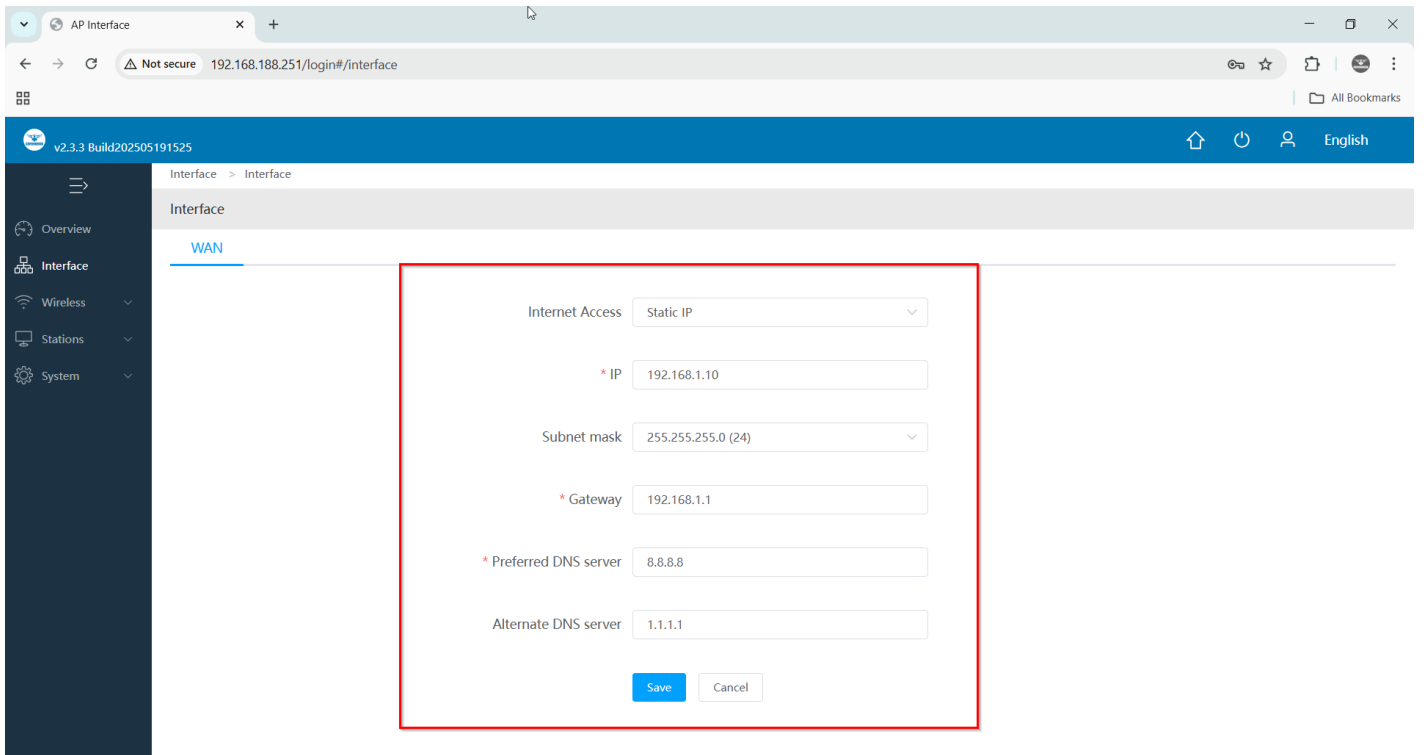 AP Interface
Not secure 192.168.188.251/login#/interface
All Bookmarks
v2.3.3 Build202505191525
English
Interface > Interface
Interface
WAN
Overview
Interface
Wireless
Stations
System
Internet Access Static IP
* IP 192.168.1.10
Subnet mask 255.255.255.0 (24)
* Gateway 192.168.1.1
* Preferred DNS server 8.8.8.8
Alternate DNS server 1.1.1.1
Save Cancel